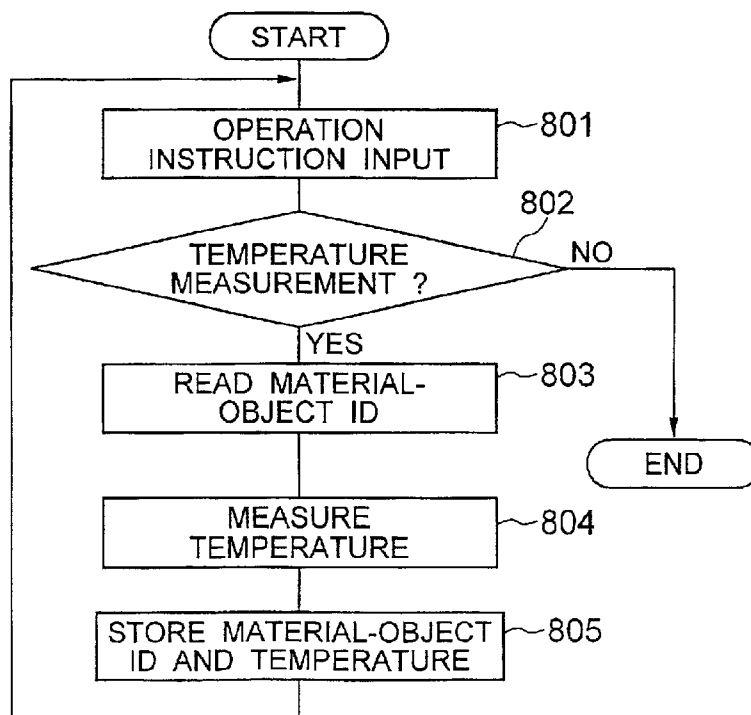 START
OPERATION
INSTRUCTION INPUT
801
802
TEMPERATURE
MEASUREMENT ?
NO
YES
READ MATERIAL-
OBJECT ID
803
END
MEASURE
TEMPERATURE
804
STORE MATERIAL-OBJECT
ID AND TEMPERATURE
805